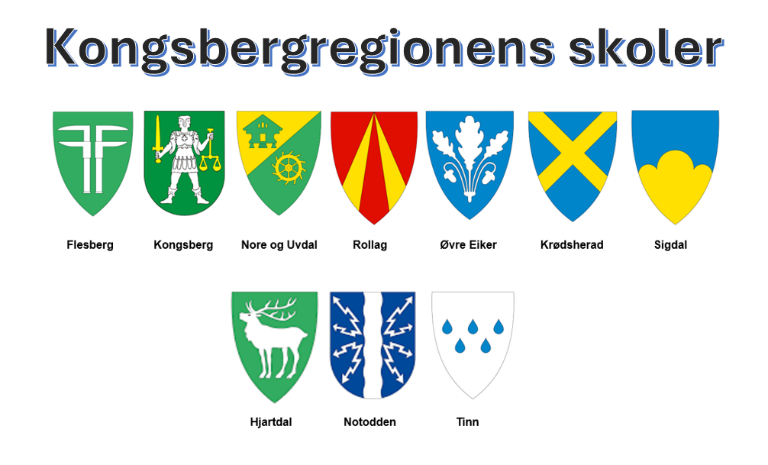 Kongsbergregionens skoler
Flesberg Kongsberg Nore og Uvdal Rollag Øvre Eiker Krødsherad Sigdal
Hjartdal Notodden Tinn